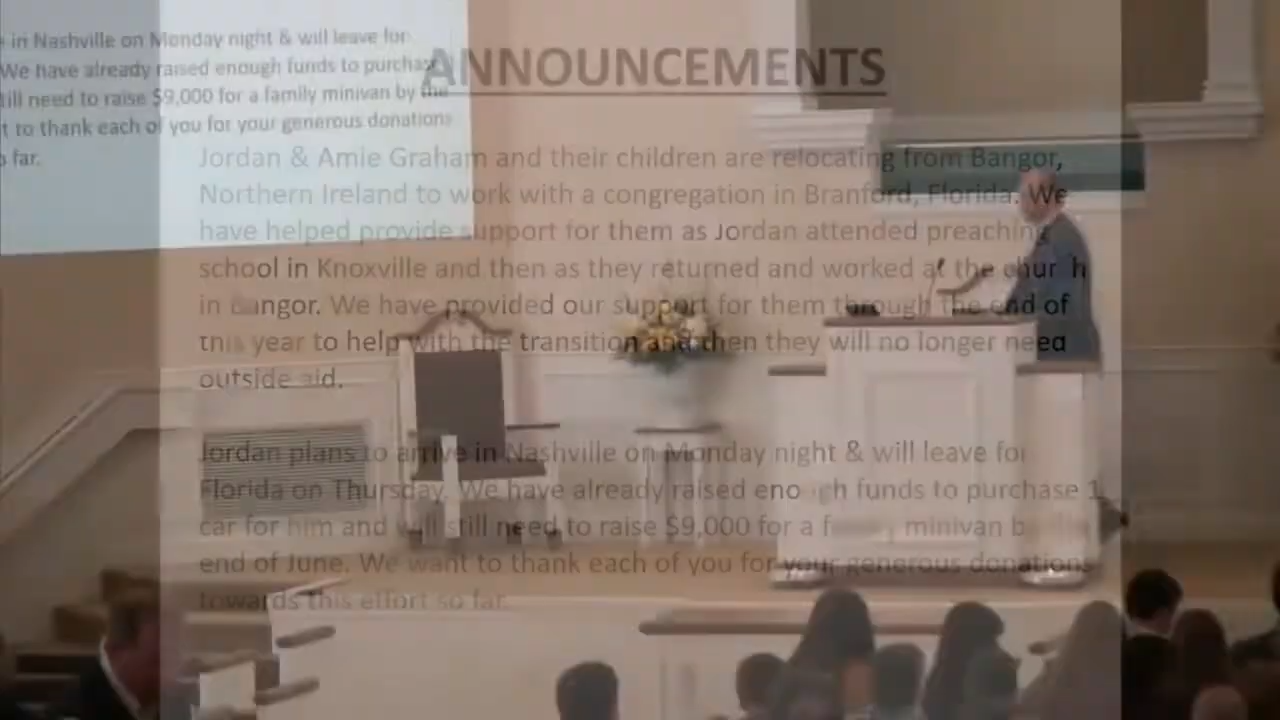 in Nashville on Monday night & will leave for
We have already raised enough funds to purchase
still need to raise $9,000 for a family minivan by the
to thank each of you for your generous donations
so far.
ANNOUNCEMENTS
Jordan & Amie Graham and their children are relocating from Bangor,
Northern Ireland to work with a congregation in Branford, Florida. We
have helped provide support for them as Jordan attended preaching
school in Knoxville and then as they returned and worked at the church
in Bangor. We have provided our support for them through the end of
this year to help with the transition and then they will no longer need
outside aid.
Jordan plans to arrive in Nashville on Monday night & will leave for
Florida on Thursday. We have already raised enough funds to purchase 1
car for him and will still need to raise $9,000 for a family minivan by the
end of June. We want to thank each of you for your generous donations
towards this effort so far.